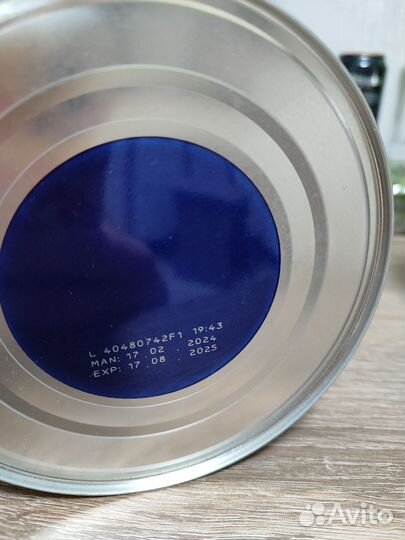 L 40480742F1 19:43
MAN: 17 . 02 . 2024
EXP: 17 . 08 . 2025
Avito